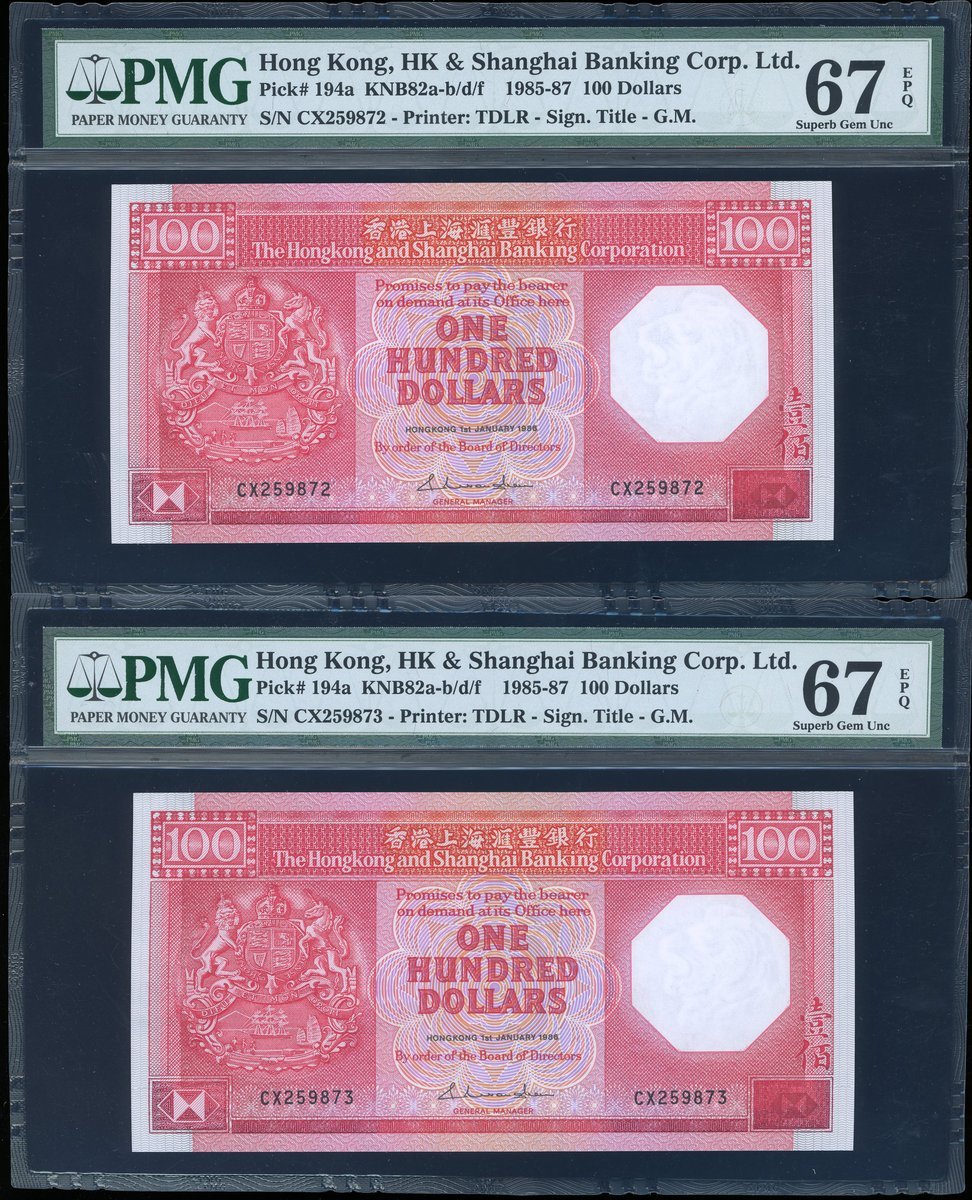 PMG
PAPER MONEY GUARANTY
Hong Kong, HK & Shanghai Banking Corp. Ltd.
Pick# 194a KNB82a-b/d/f 1985-87 100 Dollars
S/N CX259872 - Printer: TDLR - Sign. Title - G.M.
67 EPQ
Superb Gem Unc
100
香港上海滙豐銀行
100
The Hongkong and Shanghai Banking Corporation
Promises to pay the bearer
on demand at its Office here
ONE
HUNDRED
DOLLARS
HONGKONG 1st JANUARY 1986
By order of the Board of Directors
壹佰
CX259872
CX259872
GENERAL MANAGER
PMG
PAPER MONEY GUARANTY
Hong Kong, HK & Shanghai Banking Corp. Ltd.
Pick# 194a KNB82a-b/d/f 1985-87 100 Dollars
S/N CX259873 - Printer: TDLR - Sign. Title - G.M.
67 EPQ
Superb Gem Unc
100
香港上海滙豐銀行
100
The Hongkong and Shanghai Banking Corporation
Promises to pay the bearer
on demand at its Office here
ONE
HUNDRED
DOLLARS
HONGKONG 1st JANUARY 1986
By order of the Board of Directors
壹佰
CX259873
CX259873
GENERAL MANAGER